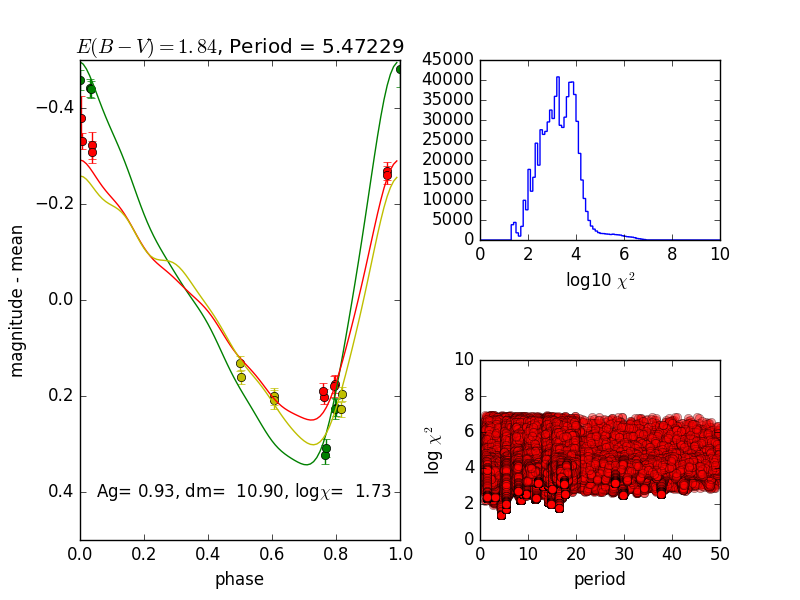 E(B − V) = 1.84, Period = 5.47229
−0.4
−0.2
0.0
0.2
0.4
magnitude - mean
Ag= 0.93, dm= 10.90, logχ= 1.73
0.0 0.2 0.4 0.6 0.8 1.0
phase
45000
40000
35000
30000
25000
20000
15000
10000
5000
0
0 2 4 6 8 10
log10 χ²
10
8
6
4
2
0
log χ²
0 10 20 30 40 50
period